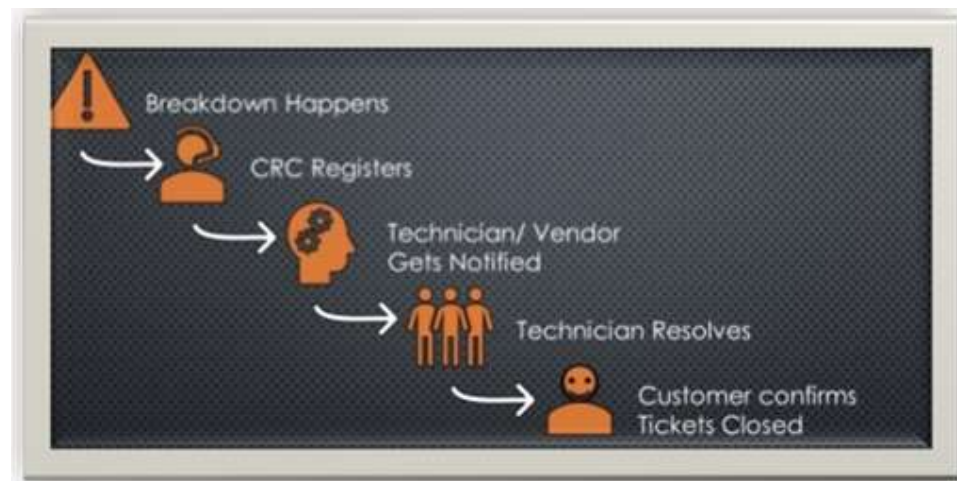 Breakdown Happens
CRC Registers
Technician/ Vendor
Gets Notified
Technician Resolves
Customer confirms
Tickets Closed